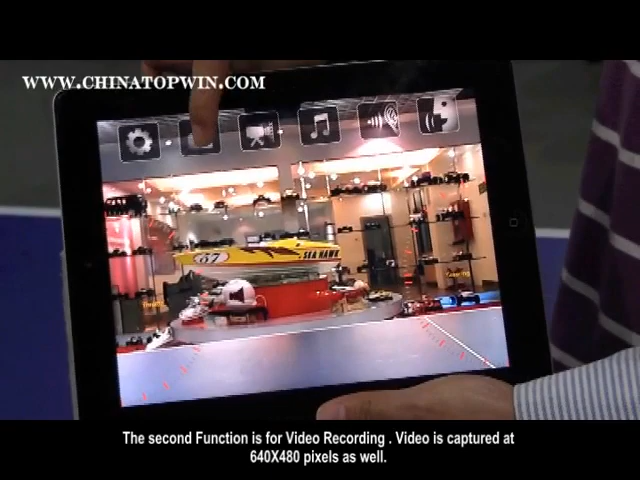 WWW.CHINATOPWIN.COM
37
SEA HAWK
The second Function is for Video Recording . Video is captured at
640X480 pixels as well.